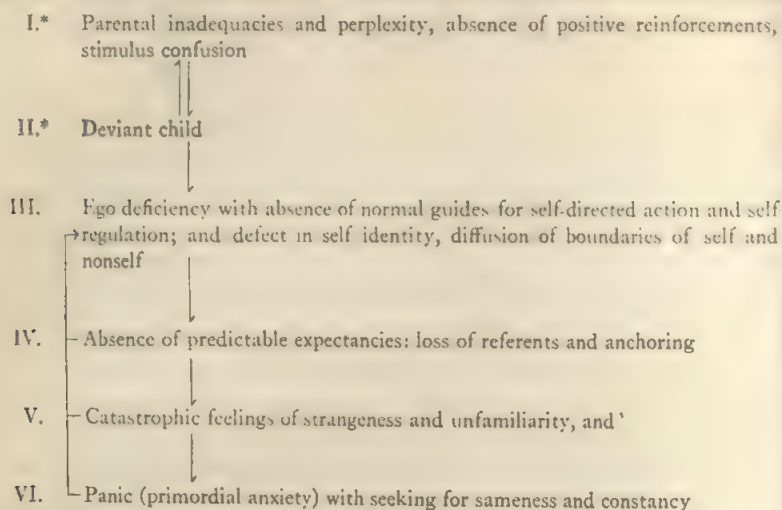 I.* Parental inadequacies and perplexity, absence of positive reinforcements,
stimulus confusion
II.* Deviant child
III. Ego deficiency with absence of normal guides for self-directed action and self
regulation; and defect in self identity, diffusion of boundaries of self and
nonself
IV. Absence of predictable expectancies: loss of referents and anchoring
V. Catastrophic feelings of strangeness and unfamiliarity, and
VI. Panic (primordial anxiety) with seeking for sameness and constancy